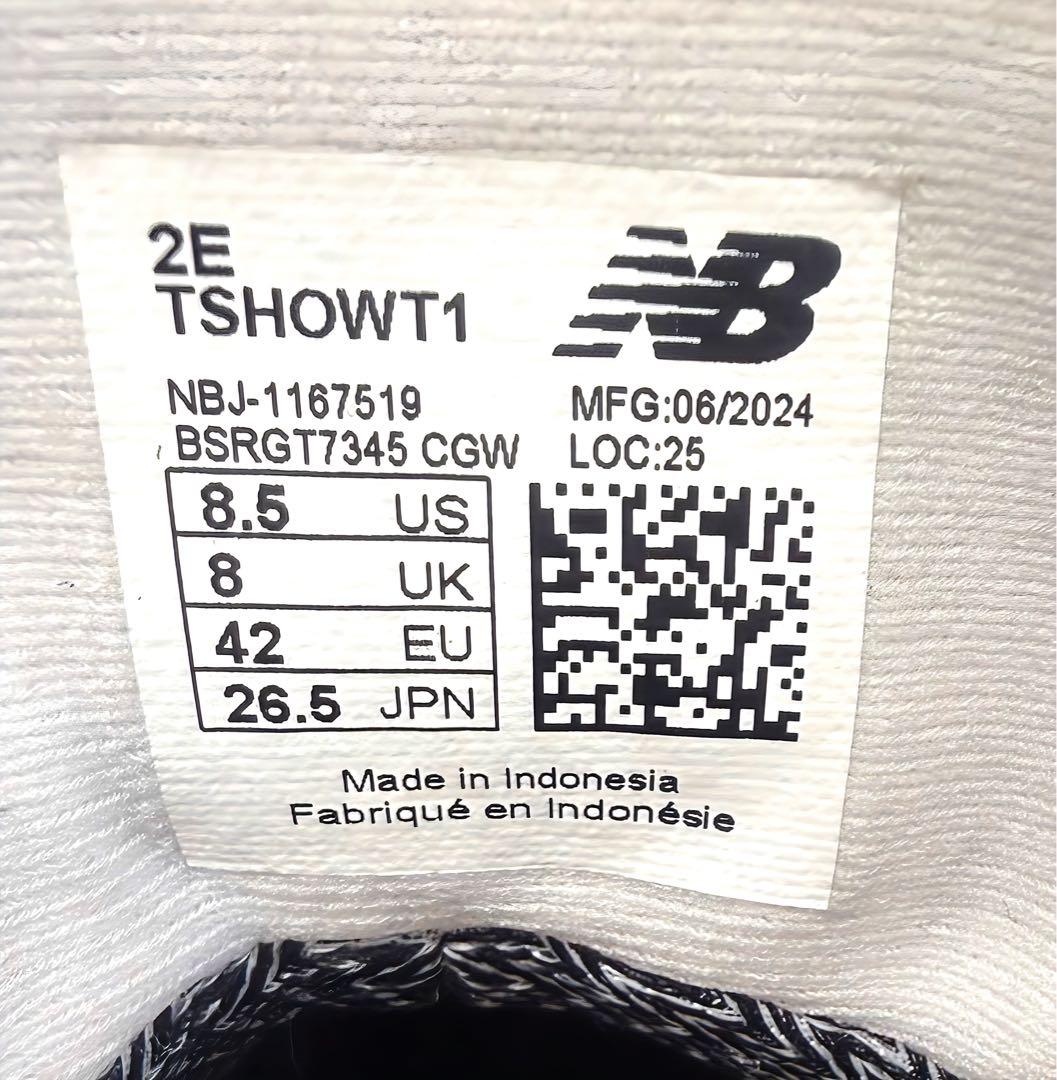 2E
TSHOWT1
NB
NBJ-1167519
MFG:06/2024
BSRGT7345 CGW
LOC:25
8.5 US
8 UK
42 EU
26.5 JPN
Made in Indonesia
Fabriqué en Indonésie